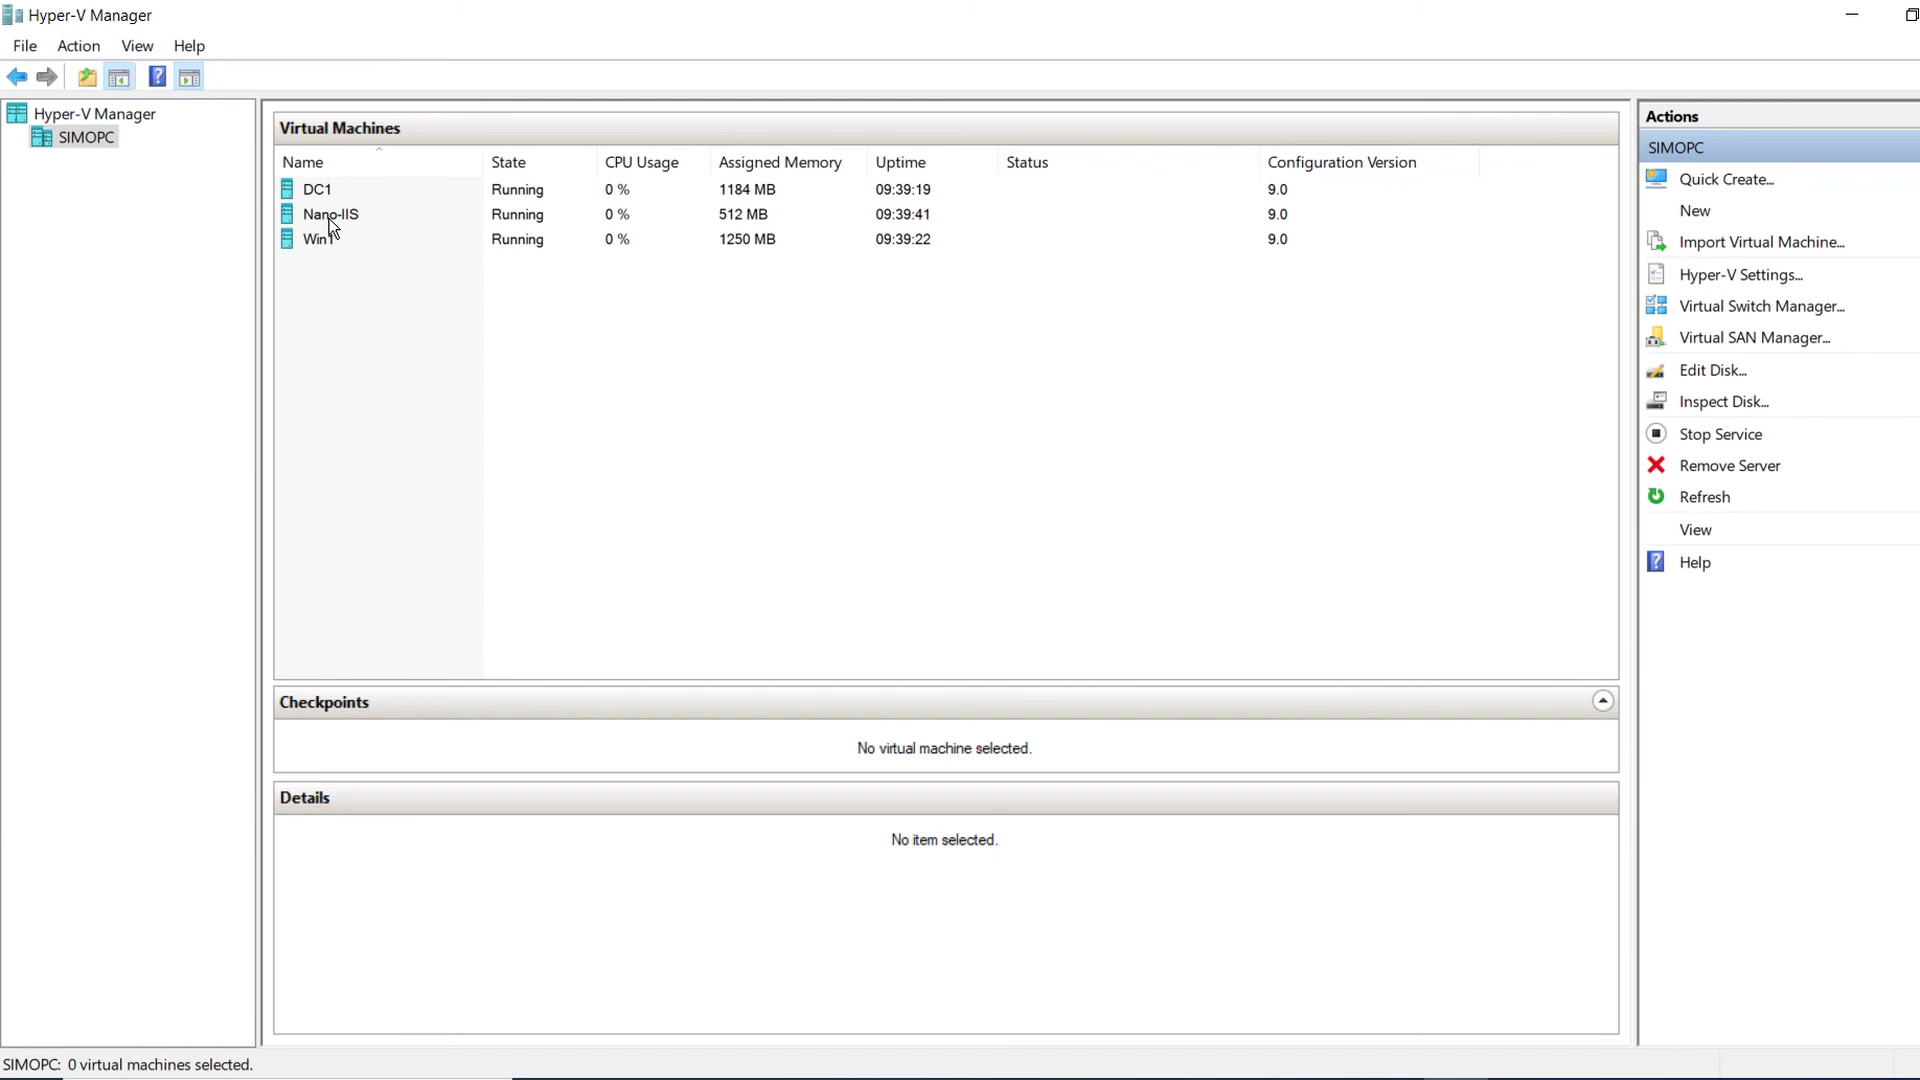 Hyper-V Manager
File Action View Help
Hyper-V Manager
SIMOPC
Virtual Machines
Name State CPU Usage Assigned Memory Uptime Status Configuration Version
DC1 Running 0 % 1184 MB 09:39:19 9.0
Nano-IIS Running 0 % 512 MB 09:39:41 9.0
Win1 Running 0 % 1250 MB 09:39:22 9.0
Checkpoints
No virtual machine selected.
Details
No item selected.
Actions
SIMOPC
Quick Create...
New
Import Virtual Machine...
Hyper-V Settings...
Virtual Switch Manager...
Virtual SAN Manager...
Edit Disk...
Inspect Disk...
Stop Service
Remove Server
Refresh
View
Help
SIMOPC: 0 virtual machines selected.